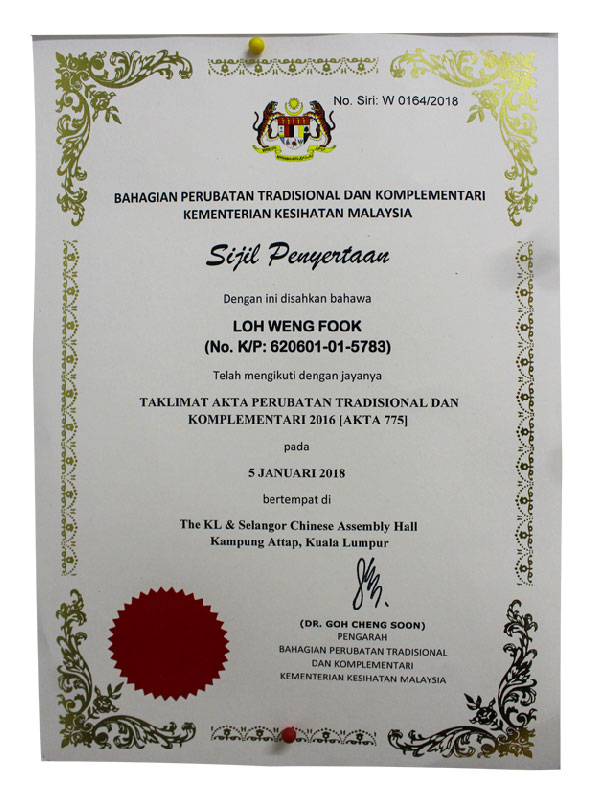 No. Siri: W 0164/2018
BAHAGIAN PERUBATAN TRADISIONAL DAN KOMPLEMENTARI
KEMENTERIAN KESIHATAN MALAYSIA
Sijil Penyertaan
Dengan ini disahkan bahawa
LOH WENG FOOK
(No. K/P: 620601-01-5783)
Telah mengikuti dengan jayanya
TAKLIMAT AKTA PERUBATAN TRADISIONAL DAN
KOMPLEMENTARI 2016 [AKTA 775]
pada
5 JANUARI 2018
bertempat di
The KL & Selangor Chinese Assembly Hall
Kampung Attap, Kuala Lumpur
(DR. GOH CHENG SOON)
PENGARAH
BAHAGIAN PERUBATAN TRADISIONAL
DAN KOMPLEMENTARI
KEMENTERIAN KESIHATAN MALAYSIA